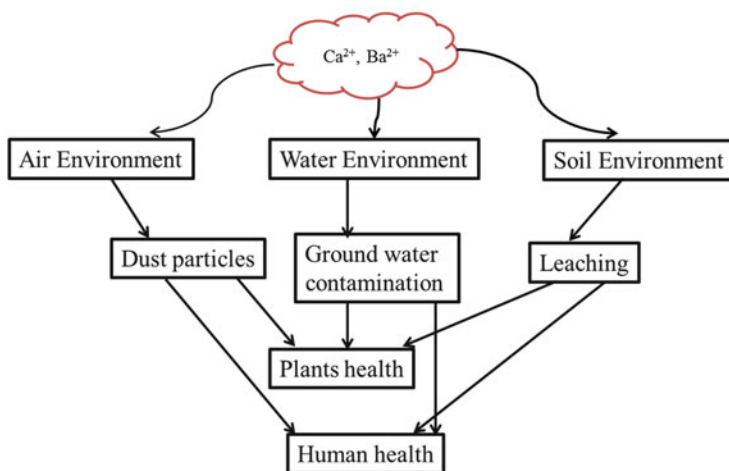 Ca²⁺, Ba²⁺
Air Environment
Water Environment
Soil Environment
Dust particles
Ground water
contamination
Leaching
Plants health
Human health